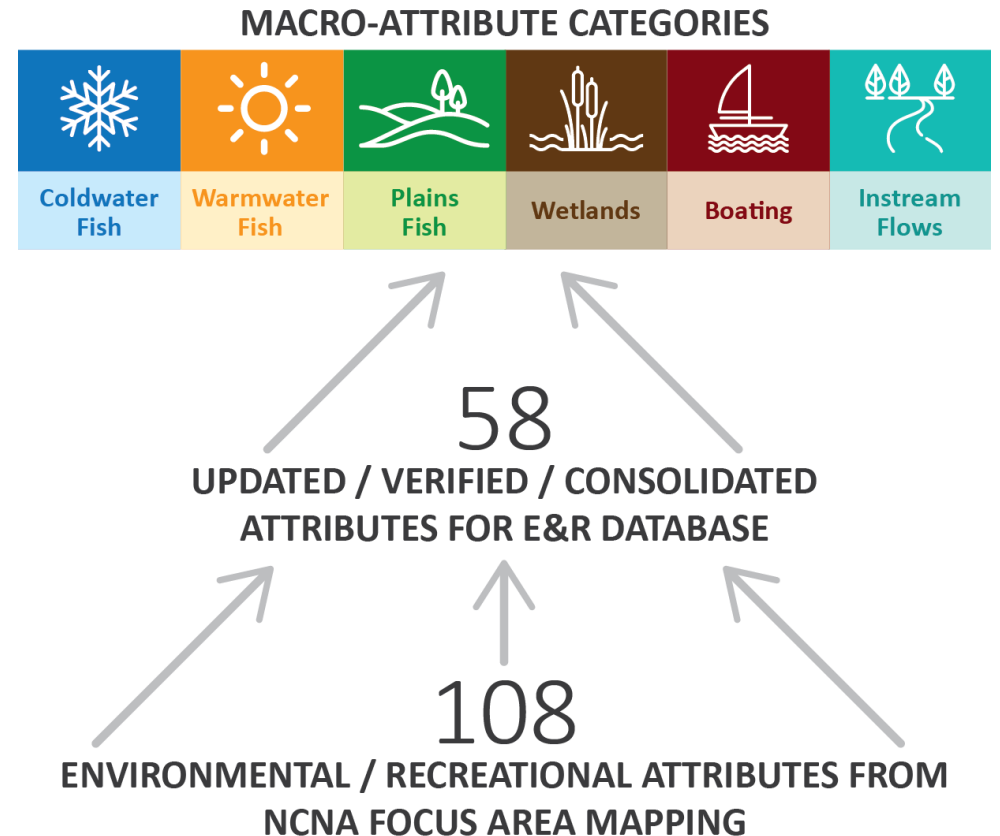 MACRO-ATTRIBUTE CATEGORIES
Coldwater
Fish
Warmwater
Fish
Plains
Fish
Wetlands
Boating
Instream
Flows
58
UPDATED / VERIFIED / CONSOLIDATED
ATTRIBUTES FOR E&R DATABASE
108
ENVIRONMENTAL / RECREATIONAL ATTRIBUTES FROM
NCNA FOCUS AREA MAPPING